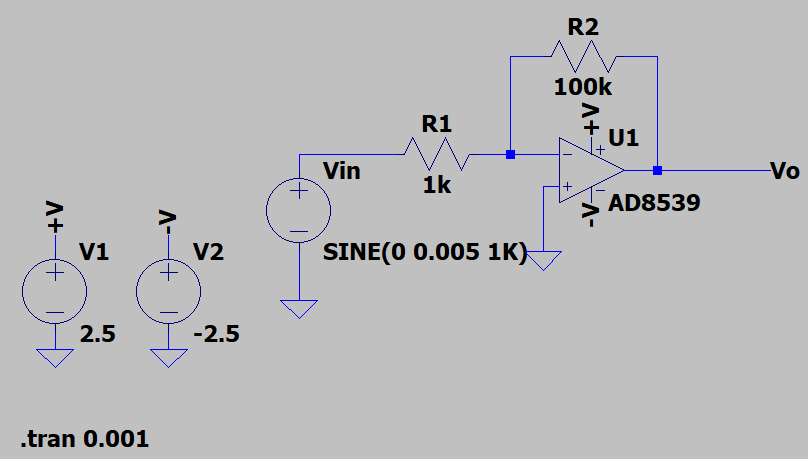 R2
100k
+V
U1
R1
1k
Vin
Vo
AD8539
-V
SINE(0 0.005 1K)
+V
V1
2.5
-V
V2
-2.5
.tran 0.001